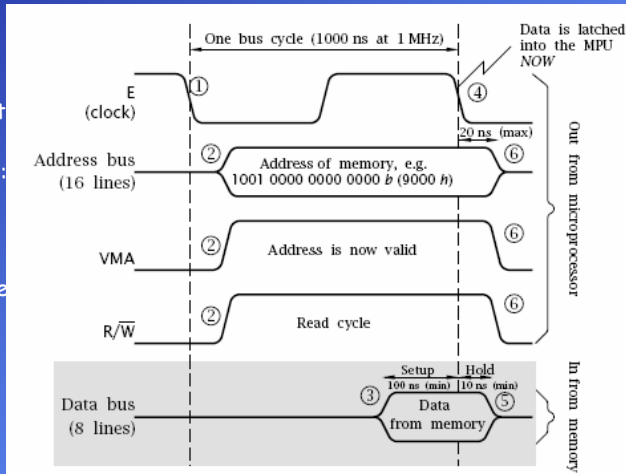 One bus cycle (1000 ns at 1 MHz)
Data is latched
into the MPU
NOW
E
(clock)
①
④
20 ns (max)
t
Address bus
(16 lines)
:
②
Address of memory, e.g.
1001 0000 0000 0000 b (9000 h)
⑥
VMA
②
Address is now valid
⑥
e
R/W̅
②
Read cycle
⑥
Out from microprocessor
Setup
Hold
100 ns (min)
10 ns (min)
Data bus
(8 lines)
③
Data
from memory
⑤
In from memory